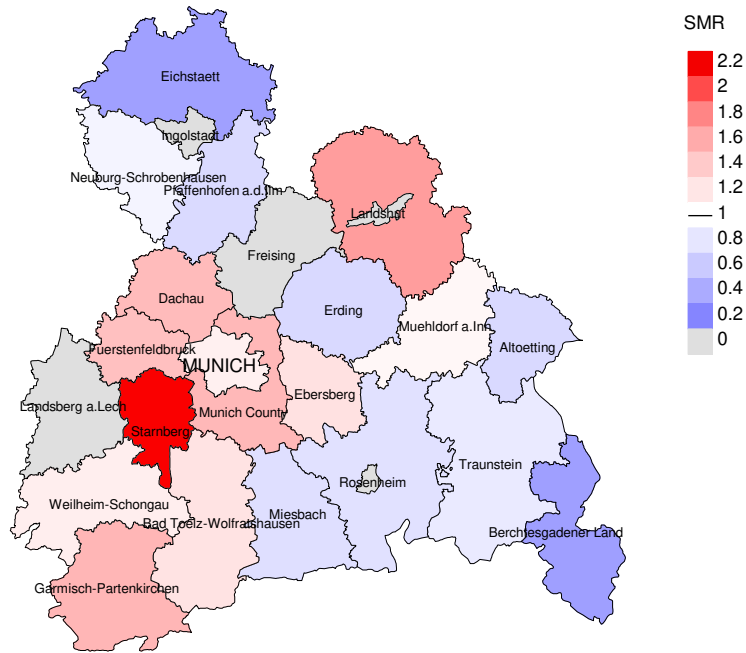 SMR
2.2
2
1.8
1.6
1.4
1.2
1
0.8
0.6
0.4
0.2
0
Eichstaett
Ingolstadt
Neuburg-Schrobenhausen
Pfaffenhofen a.d.Ilm
Landshut
Freising
Dachau
Erding
Muehldorf a.Inn
Altoetting
Fuerstenfeldbruck
MUNICH
Ebersberg
Landsberg a.Lech
Munich County
Starnberg
Traunstein
Rosenheim
Weilheim-Schongau
Miesbach
Bad Toelz-Wolfratshausen
Berchtesgadener Land
Garmisch-Partenkirchen